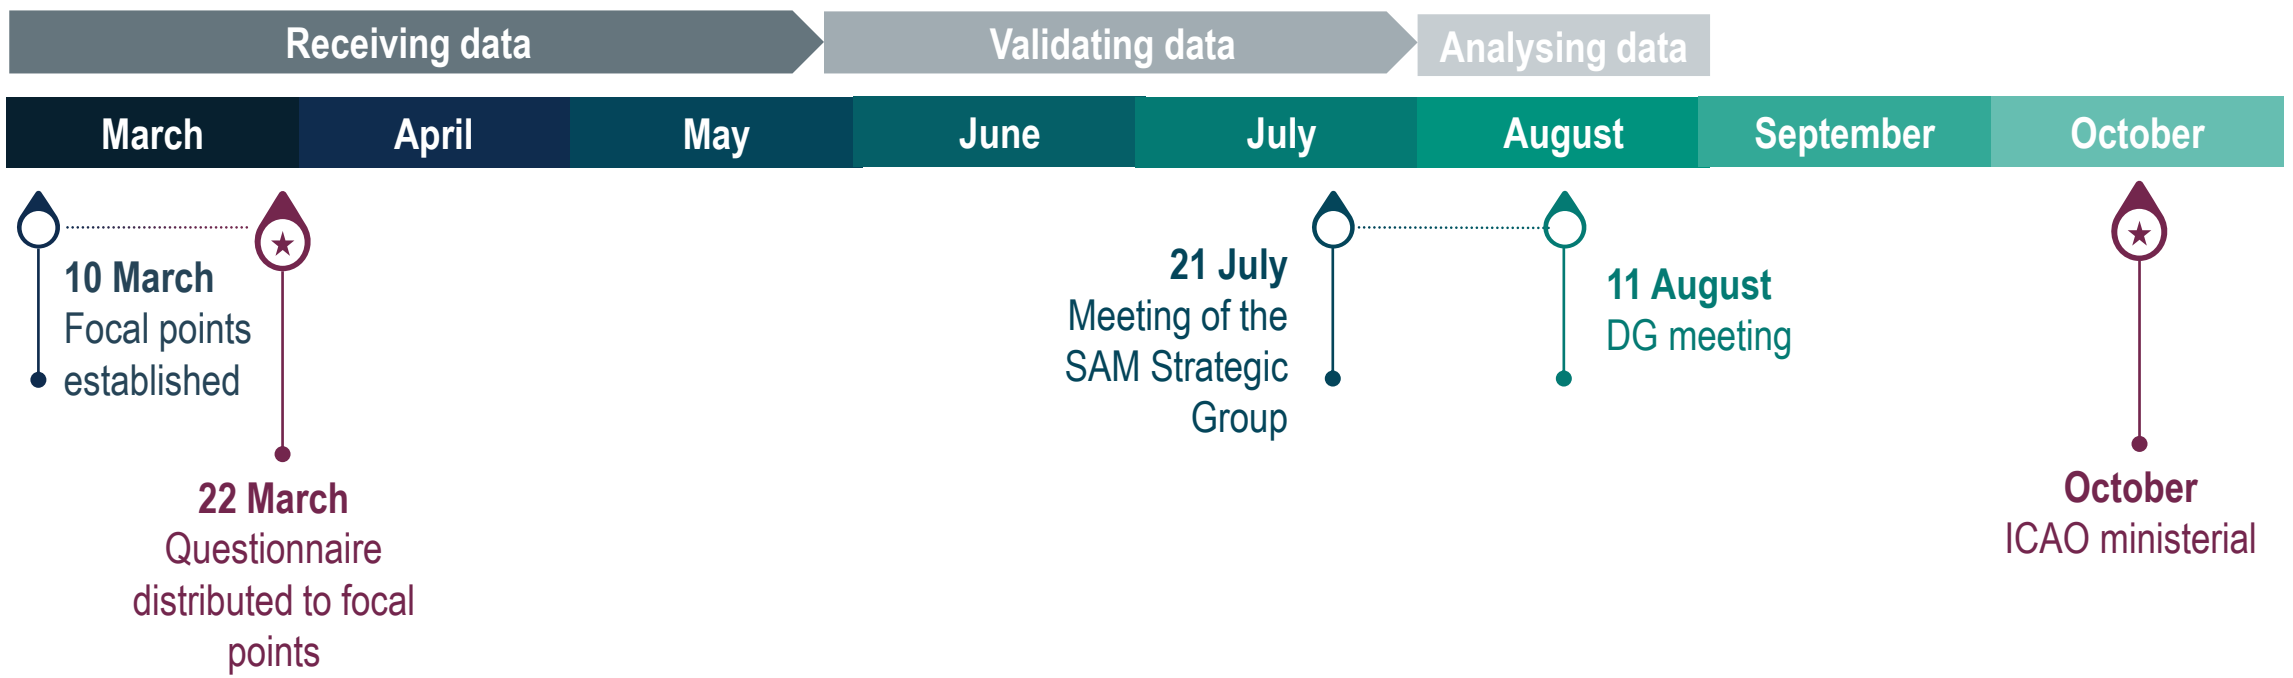 Receiving data
Validating data
Analysing data
March
April
May
June
July
August
September
October
10 March
Focal points
established
22 March
Questionnaire
distributed to focal
points
21 July
Meeting of the
SAM Strategic
Group
11 August
DG meeting
October
ICAO ministerial